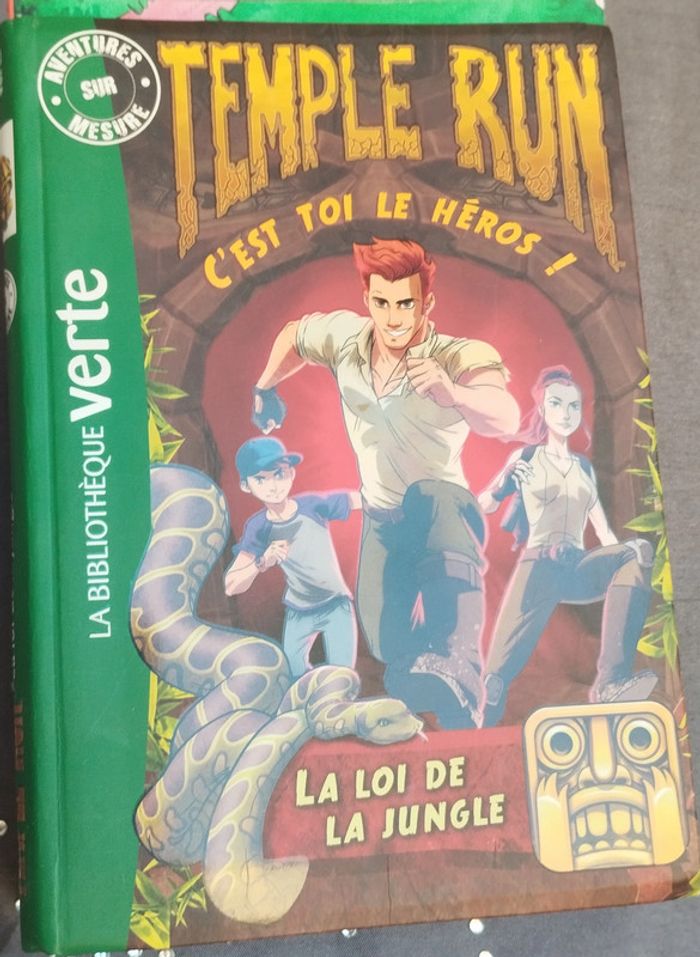 AVENTURES
SUR
MESURE
TEMPLE RUN
C'EST TOI LE HÉROS !
LA BIBLIOTHÈQUE verte
LA LOI DE
LA JUNGLE